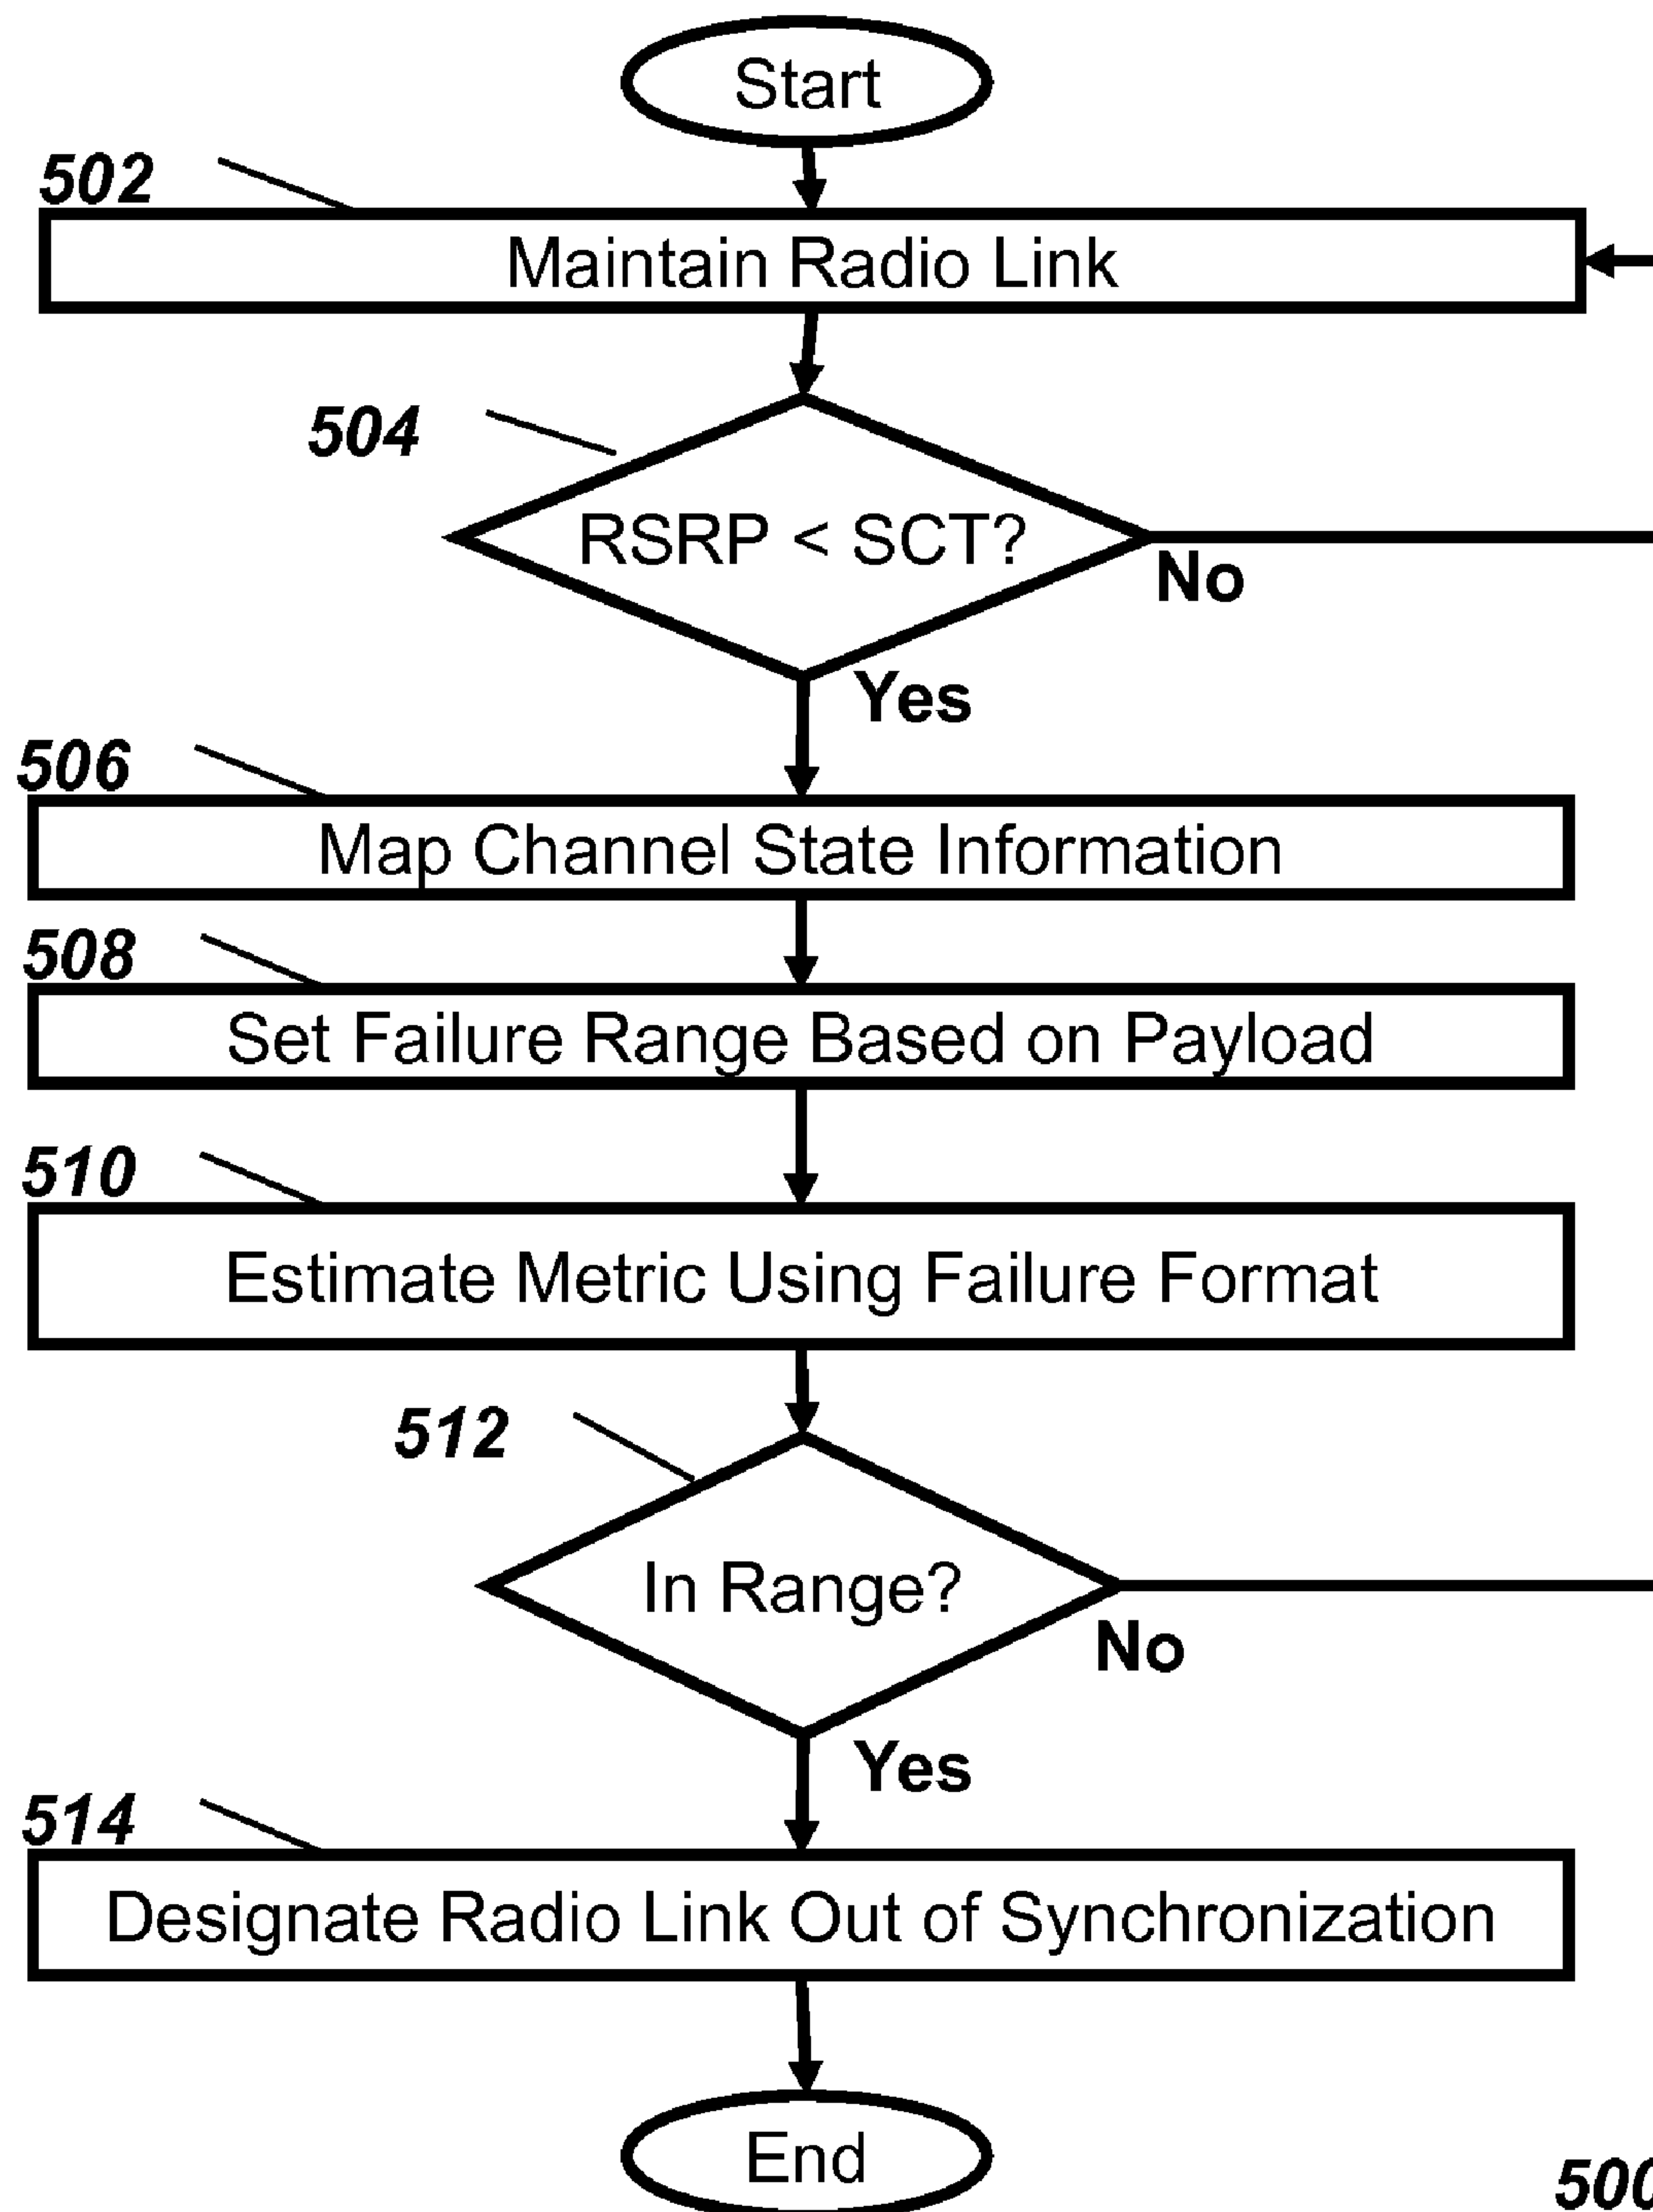 Start
502
Maintain Radio Link
504
RSRP < SCT?
No
Yes
506
Map Channel State Information
508
Set Failure Range Based on Payload
510
Estimate Metric Using Failure Format
512
In Range?
No
Yes
514
Designate Radio Link Out of Synchronization
End
500